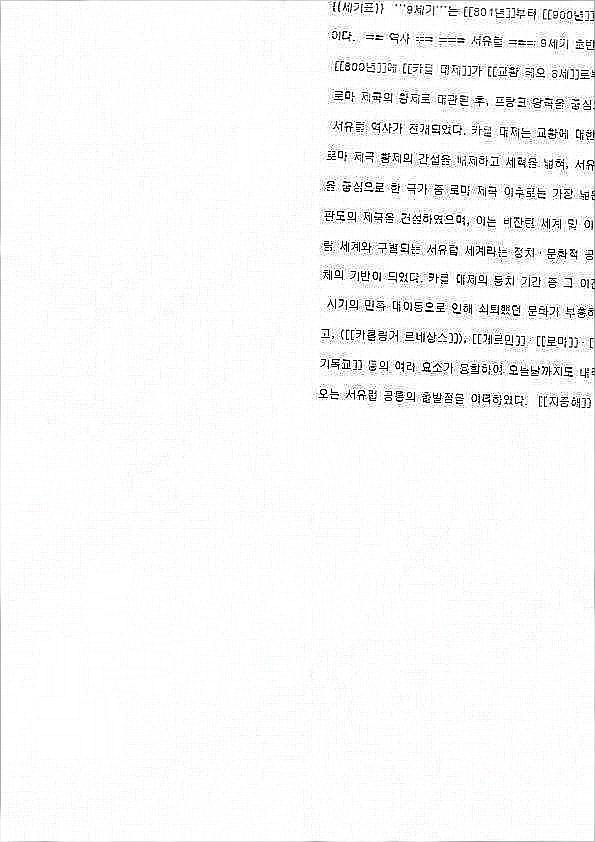 {{세기표}} '''9세기'''는 [[801년]]부터 [[900년]]
이다. == 역사 == === 서유럽 === 9세기 초반
[[800년]]에 [[카를 대제]]가 [[교황 레오 3세]]로부
로마 제국의 황제로 대관된 후, 프랑크 왕국을 중심으
서유럽 역사가 전개되었다. 카를 대제는 교황에 대한
로마 제국 황제의 간섭을 배제하고 세력을 넓혀, 서유
을 중심으로 한 국가 중 로마 제국 이후로는 가장 넓은
판도의 제국을 건설하였으며, 이는 비잔틴 세계 및 이
람 세계와 구별되는 서유럽 세계라는 정치·문화적 공
체의 기반이 되었다. 카를 대제의 통치 기간 중 그 이전
시기의 민족 대이동으로 인해 쇠퇴했던 문화가 부흥하
고, ([[카롤링거 르네상스]]), [[게르만]]·[[로마]]·[
기독교]] 등의 여러 요소가 융합하여 오늘날까지도 내려
오는 서유럽 공통의 출발점을 마련하였다. [[지중해]]